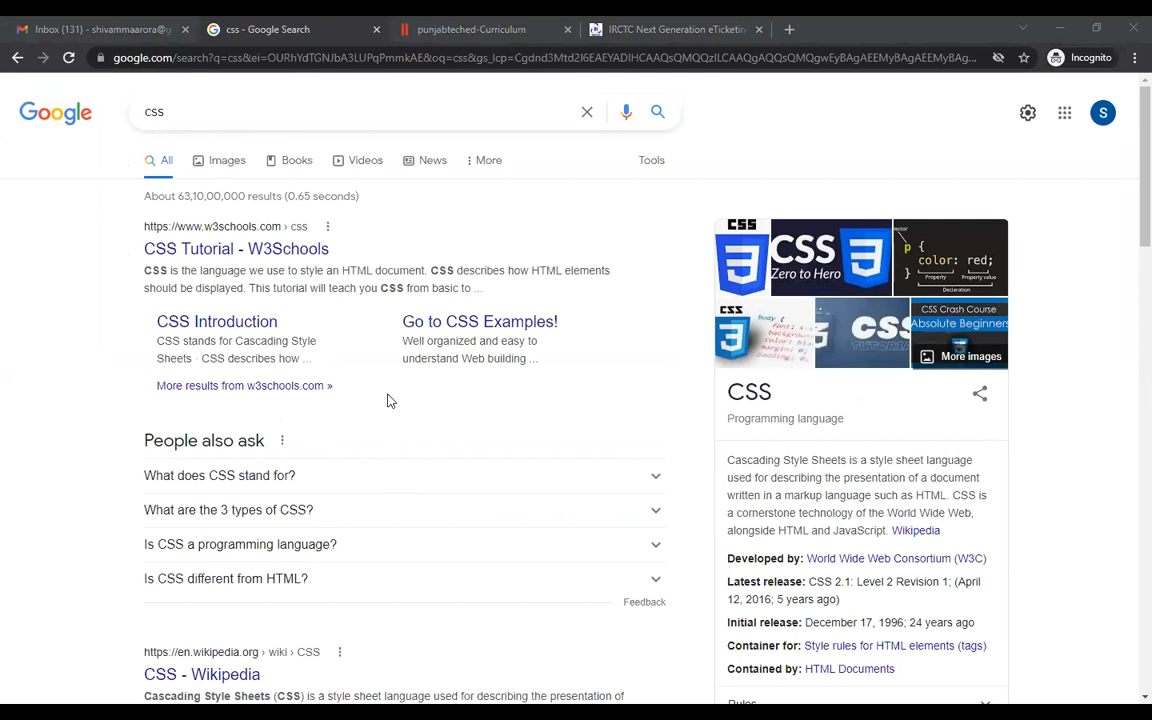 Inbox (131) - shivammaarora@g
css - Google Search
punjabteched-Curriculum
IRCTC Next Generation eTicketin
google.com/search?q=css&ei=OURhYdTGNJbA3LUPqPmmkAE&oq=css&gs_lcp=Cgdnd3Mtd2l6EAEYADIHCAAQsQMQQzILCAAQgAQQsQMQgwEyBAgAEEMyBAgAEEMyBAg...
Incognito
Google
css
S
All
Images
Books
Videos
News
More
Tools
About 63,10,00,000 results (0.65 seconds)
https://www.w3schools.com › css
CSS Tutorial - W3Schools
CSS is the language we use to style an HTML document. CSS describes how HTML elements
should be displayed. This tutorial will teach you CSS from basic to ...
CSS Introduction
CSS stands for Cascading Style
Sheets · CSS describes how ...
Go to CSS Examples!
Well organized and easy to
understand Web building ...
More results from w3schools.com »
People also ask
What does CSS stand for?
What are the 3 types of CSS?
Is CSS a programming language?
Is CSS different from HTML?
Feedback
https://en.wikipedia.org › wiki › CSS
CSS - Wikipedia
Cascading Style Sheets (CSS) is a style sheet language used for describing the presentation of
CSS
CSS
Zero to Hero
p {
color: red;
}
Property
Property value
Declaration
CSS
body {
CSS
TUTORIAL
CSS Crash Course
Absolute Beginners
More images
CSS
Programming language
Cascading Style Sheets is a style sheet language
used for describing the presentation of a document
written in a markup language such as HTML. CSS is
a cornerstone technology of the World Wide Web,
alongside HTML and JavaScript. Wikipedia
Developed by: World Wide Web Consortium (W3C)
Latest release: CSS 2.1: Level 2 Revision 1; (April
12, 2016; 5 years ago)
Initial release: December 17, 1996; 24 years ago
Container for: Style rules for HTML elements (tags)
Contained by: HTML Documents
Rules